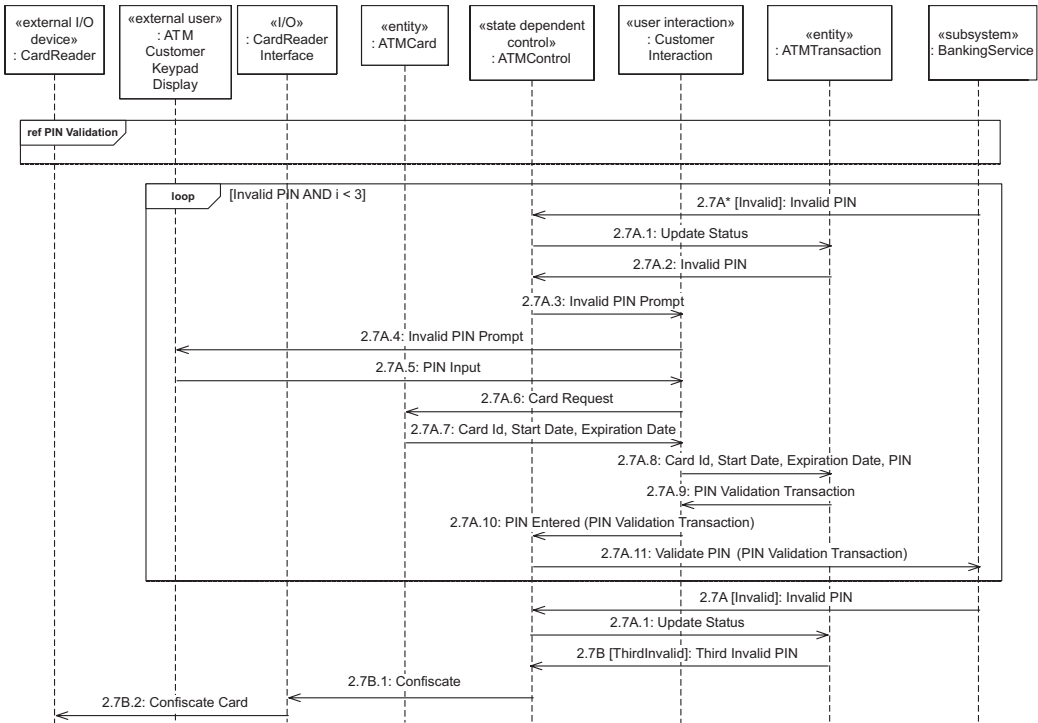 «external I/O
device»
: CardReader
«external user»
: ATM
Customer
Keypad
Display
«I/O»
: CardReader
Interface
«entity»
: ATMCard
«state dependent
control»
: ATMControl
«user interaction»
: Customer
Interaction
«entity»
: ATMTransaction
«subsystem»
: BankingService
ref PIN Validation
loop
[Invalid PIN AND i < 3]
2.7A* [Invalid]: Invalid PIN
2.7A.1: Update Status
2.7A.2: Invalid PIN
2.7A.3: Invalid PIN Prompt
2.7A.4: Invalid PIN Prompt
2.7A.5: PIN Input
2.7A.6: Card Request
2.7A.7: Card Id, Start Date, Expiration Date
2.7A.8: Card Id, Start Date, Expiration Date, PIN
2.7A.9: PIN Validation Transaction
2.7A.10: PIN Entered (PIN Validation Transaction)
2.7A.11: Validate PIN (PIN Validation Transaction)
2.7A [Invalid]: Invalid PIN
2.7A.1: Update Status
2.7B [ThirdInvalid]: Third Invalid PIN
2.7B.1: Confiscate
2.7B.2: Confiscate Card